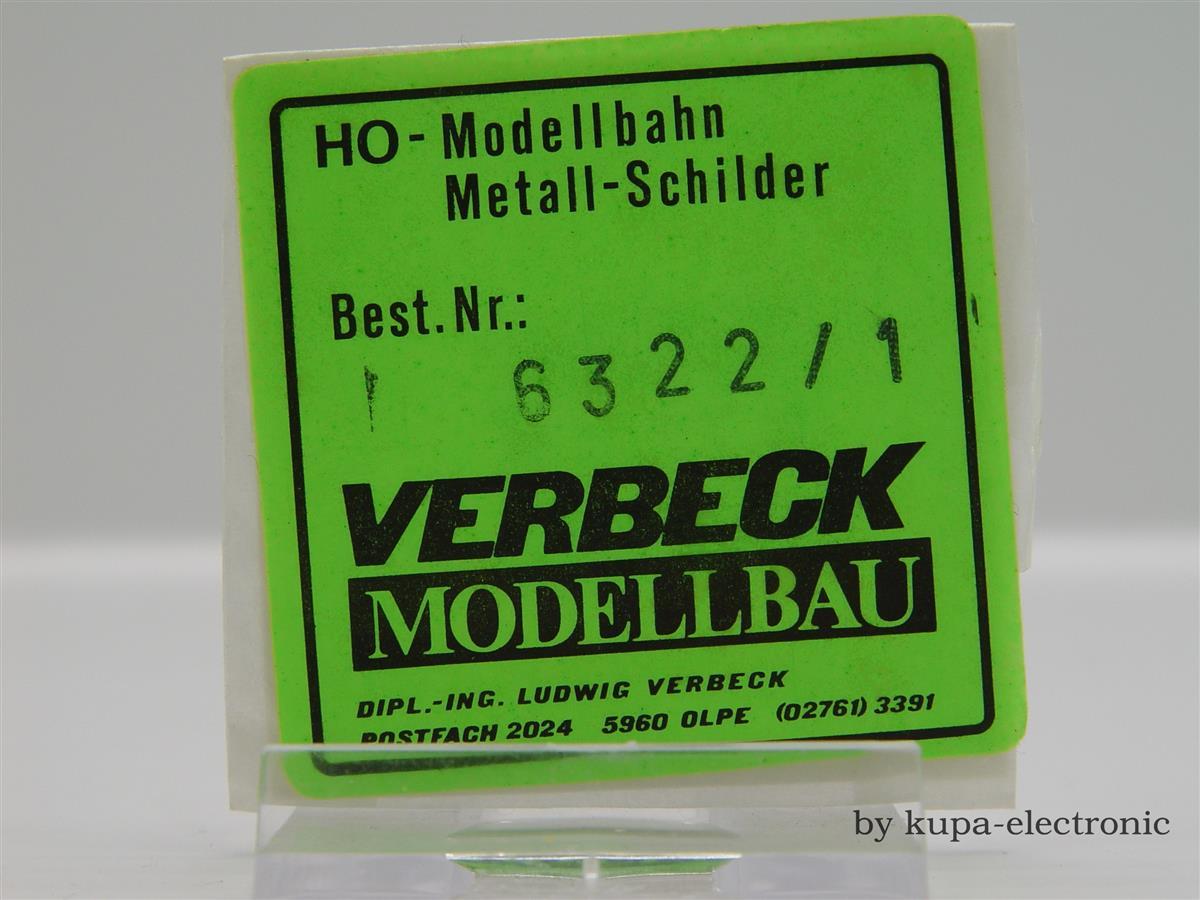 HO-Modellbahn
Metall-Schilder
Best.Nr.:
6322/1
VERBECK
MODELLBAU
DIPL.-ING. LUDWIG VERBECK
POSTFACH 2024 5960 OLPE (02761) 3391
by kupa-electronic